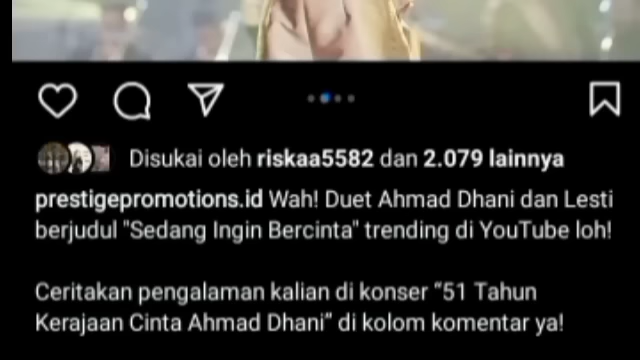 Disukai oleh riskaa5582 dan 2.079 lainnya
prestigepromotions.id Wah! Duet Ahmad Dhani dan Lesti
berjudul "Sedang Ingin Bercinta" trending di YouTube loh!
Ceritakan pengalaman kalian di konser “51 Tahun
Kerajaan Cinta Ahmad Dhani” di kolom komentar ya!